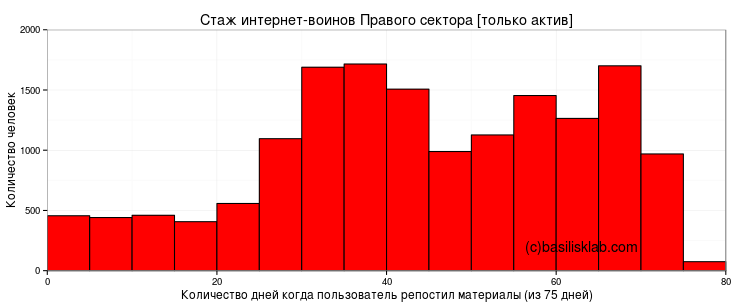 Стаж интернет-воинов Правого сектора [только актив]
Количество человек
2000
1500
1000
500
0
0 20 40 60 80
(c)basilisklab.com
Количество дней когда пользователь репостил материалы (из 75 дней)